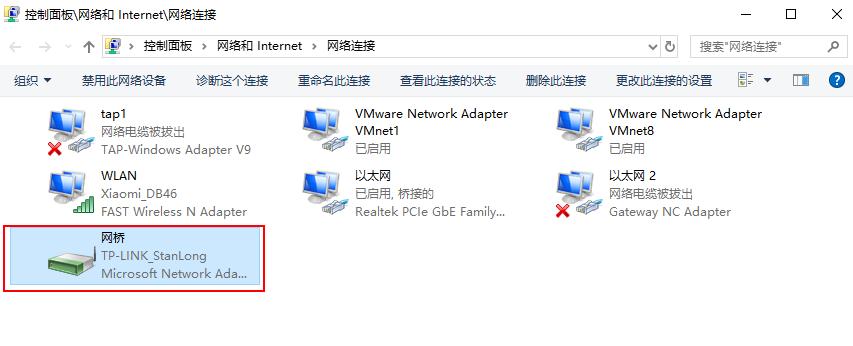 控制面板\网络和 Internet\网络连接
控制面板 > 网络和 Internet > 网络连接
搜索"网络连接"
组织 禁用此网络设备 诊断这个连接 重命名此连接 查看此连接的状态 删除此连接 更改此连接的设置
tap1
网络电缆被拔出
TAP-Windows Adapter V9
VMware Network Adapter
VMnet1
已启用
VMware Network Adapter
VMnet8
已启用
WLAN
Xiaomi_DB46
FAST Wireless N Adapter
以太网
已启用, 桥接的
Realtek PCIe GbE Family...
以太网 2
网络电缆被拔出
Gateway NC Adapter
网桥
TP-LINK_StanLong
Microsoft Network Ada...